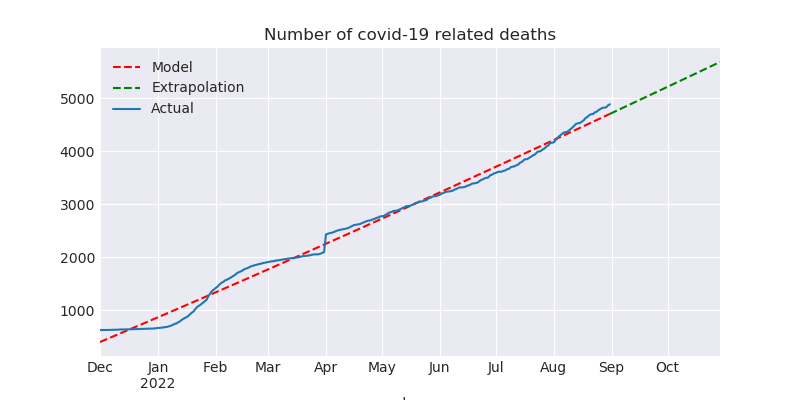 Number of covid-19 related deaths
Model
Extrapolation
Actual
5000
4000
3000
2000
1000
Dec Jan Feb Mar Apr May Jun Jul Aug Sep Oct
2022